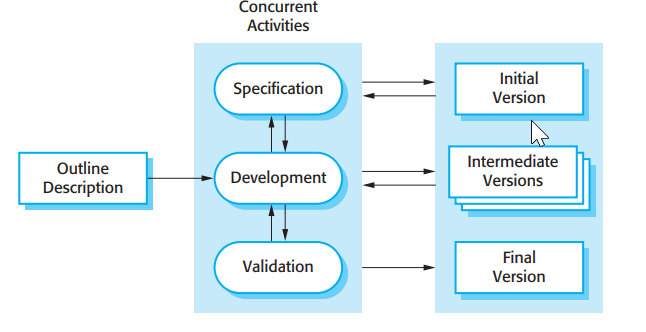 Concurrent
Activities
Specification
Initial
Version
Outline
Description
Development
Intermediate
Versions
Validation
Final
Version